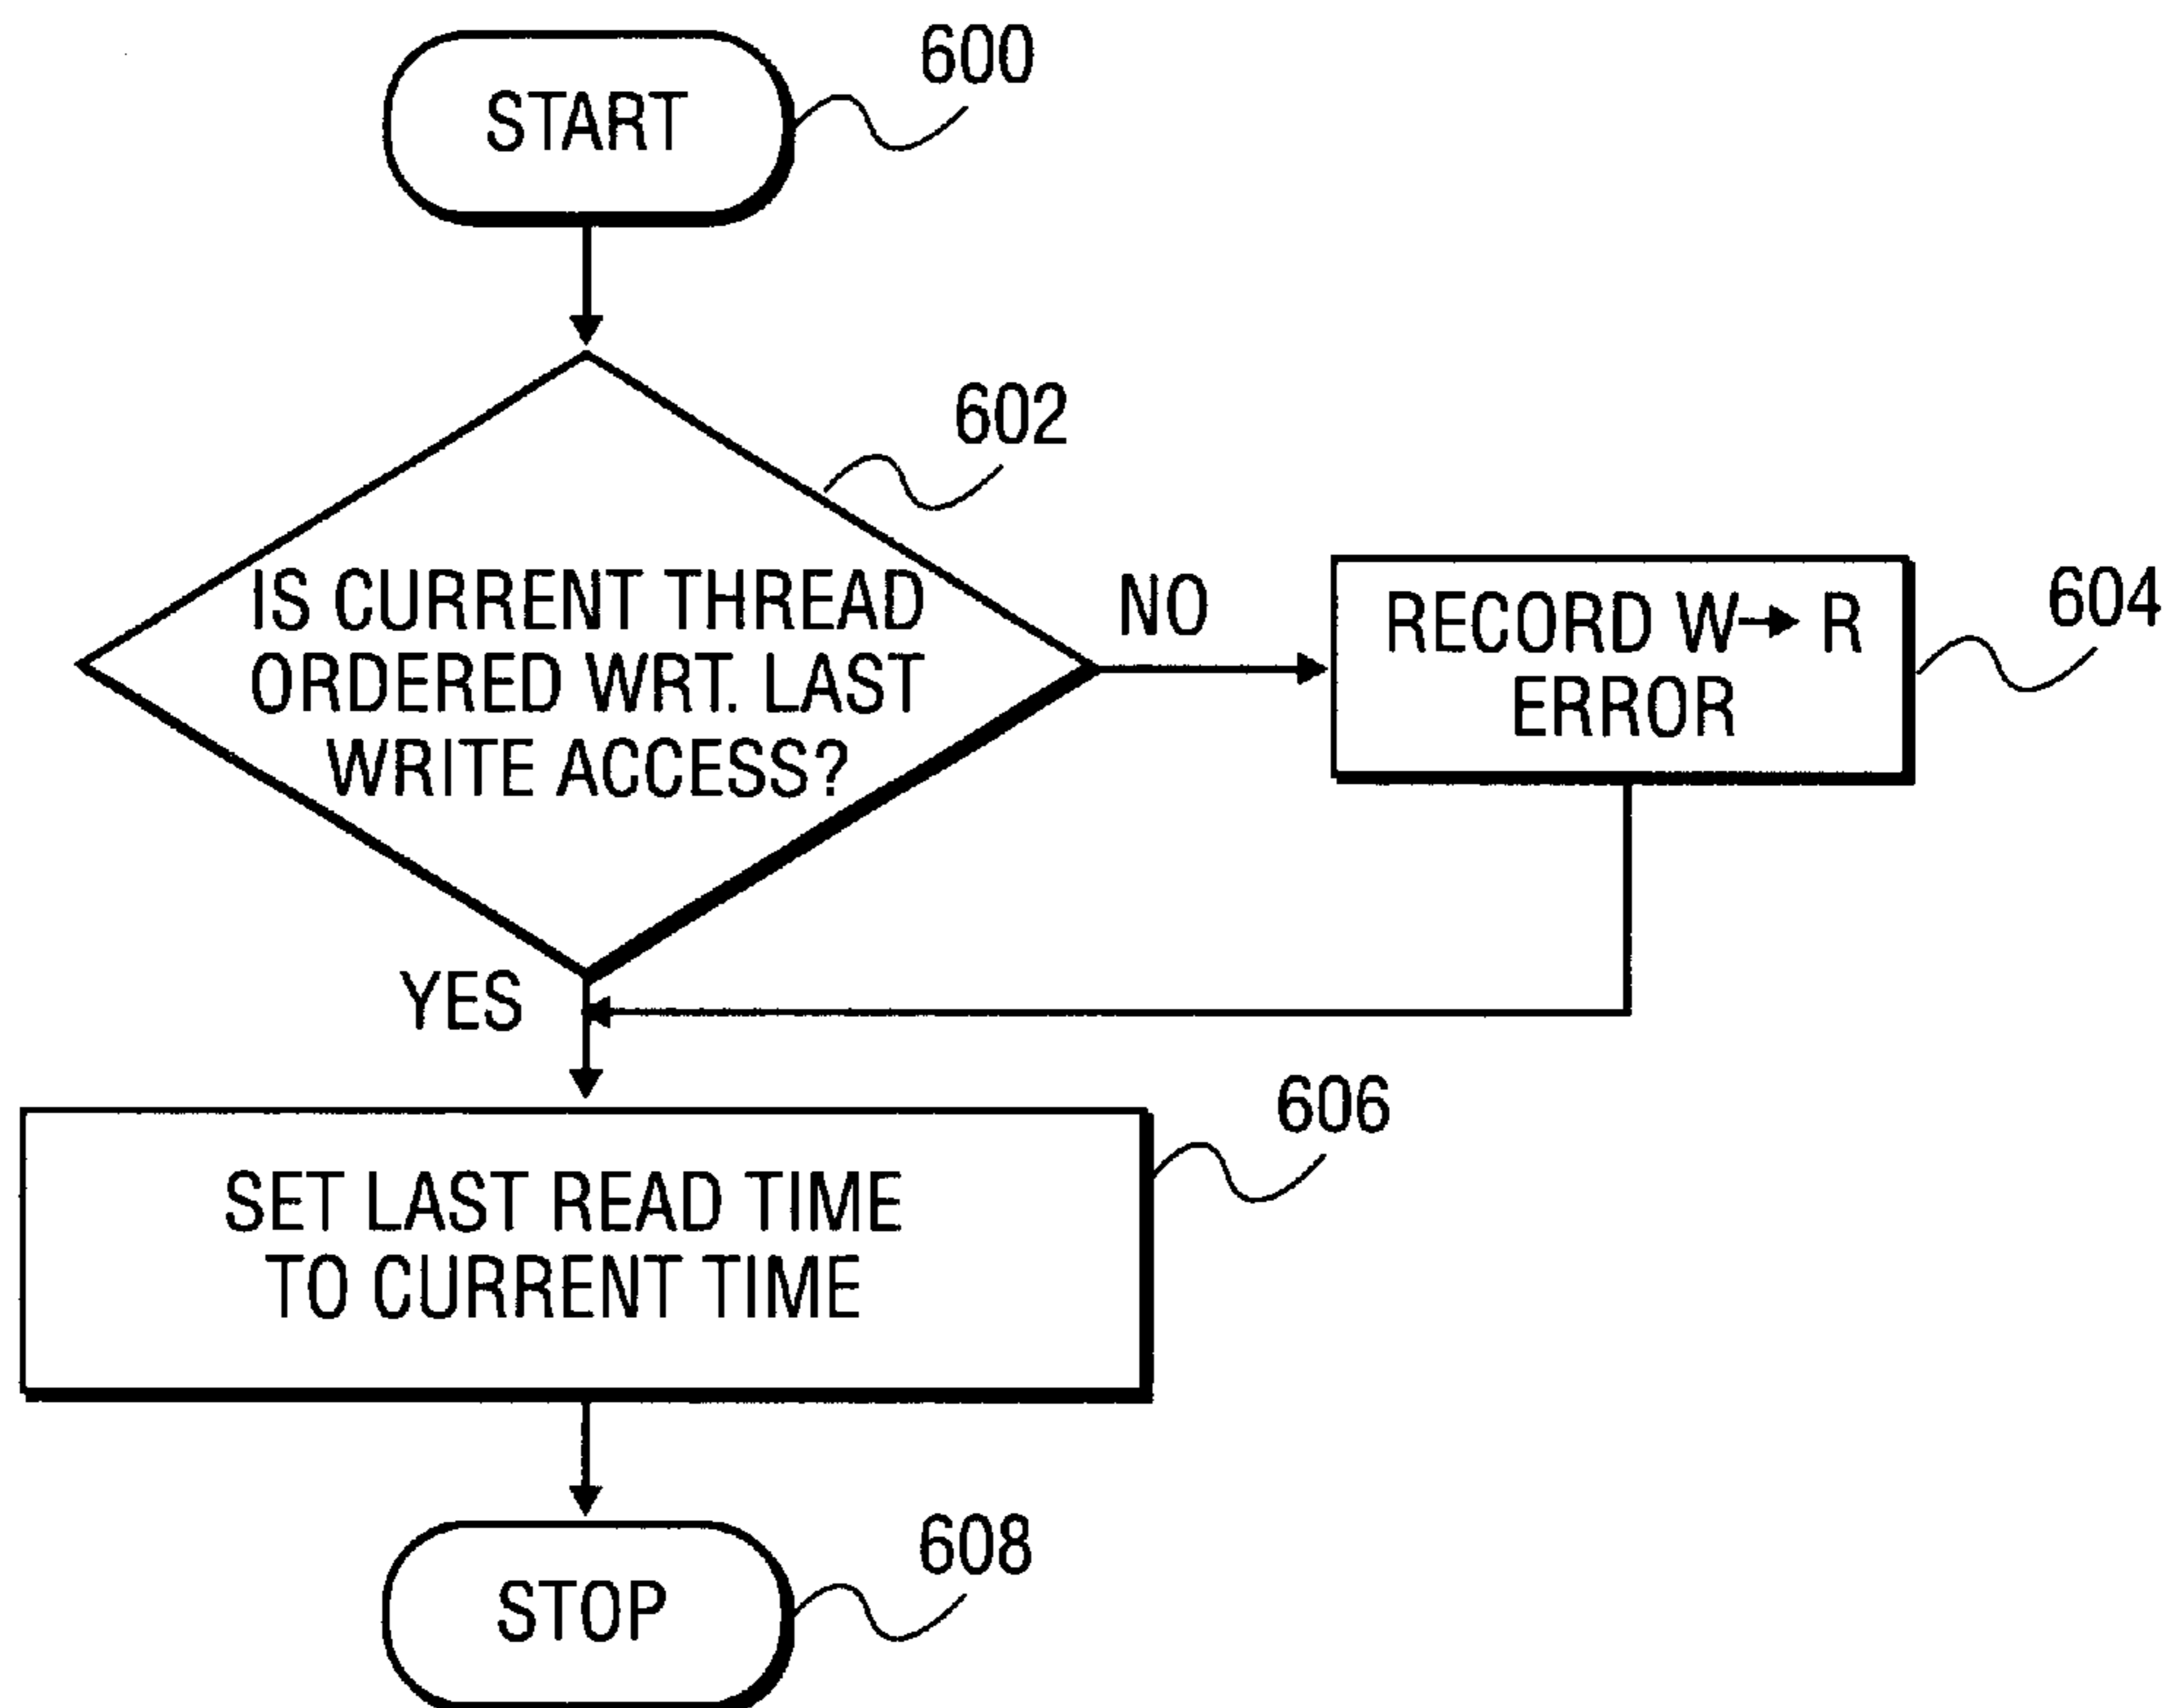 START
600
602
IS CURRENT THREAD
ORDERED WRT. LAST
WRITE ACCESS?
NO
RECORD W→ R
ERROR
604
YES
606
SET LAST READ TIME
TO CURRENT TIME
608
STOP